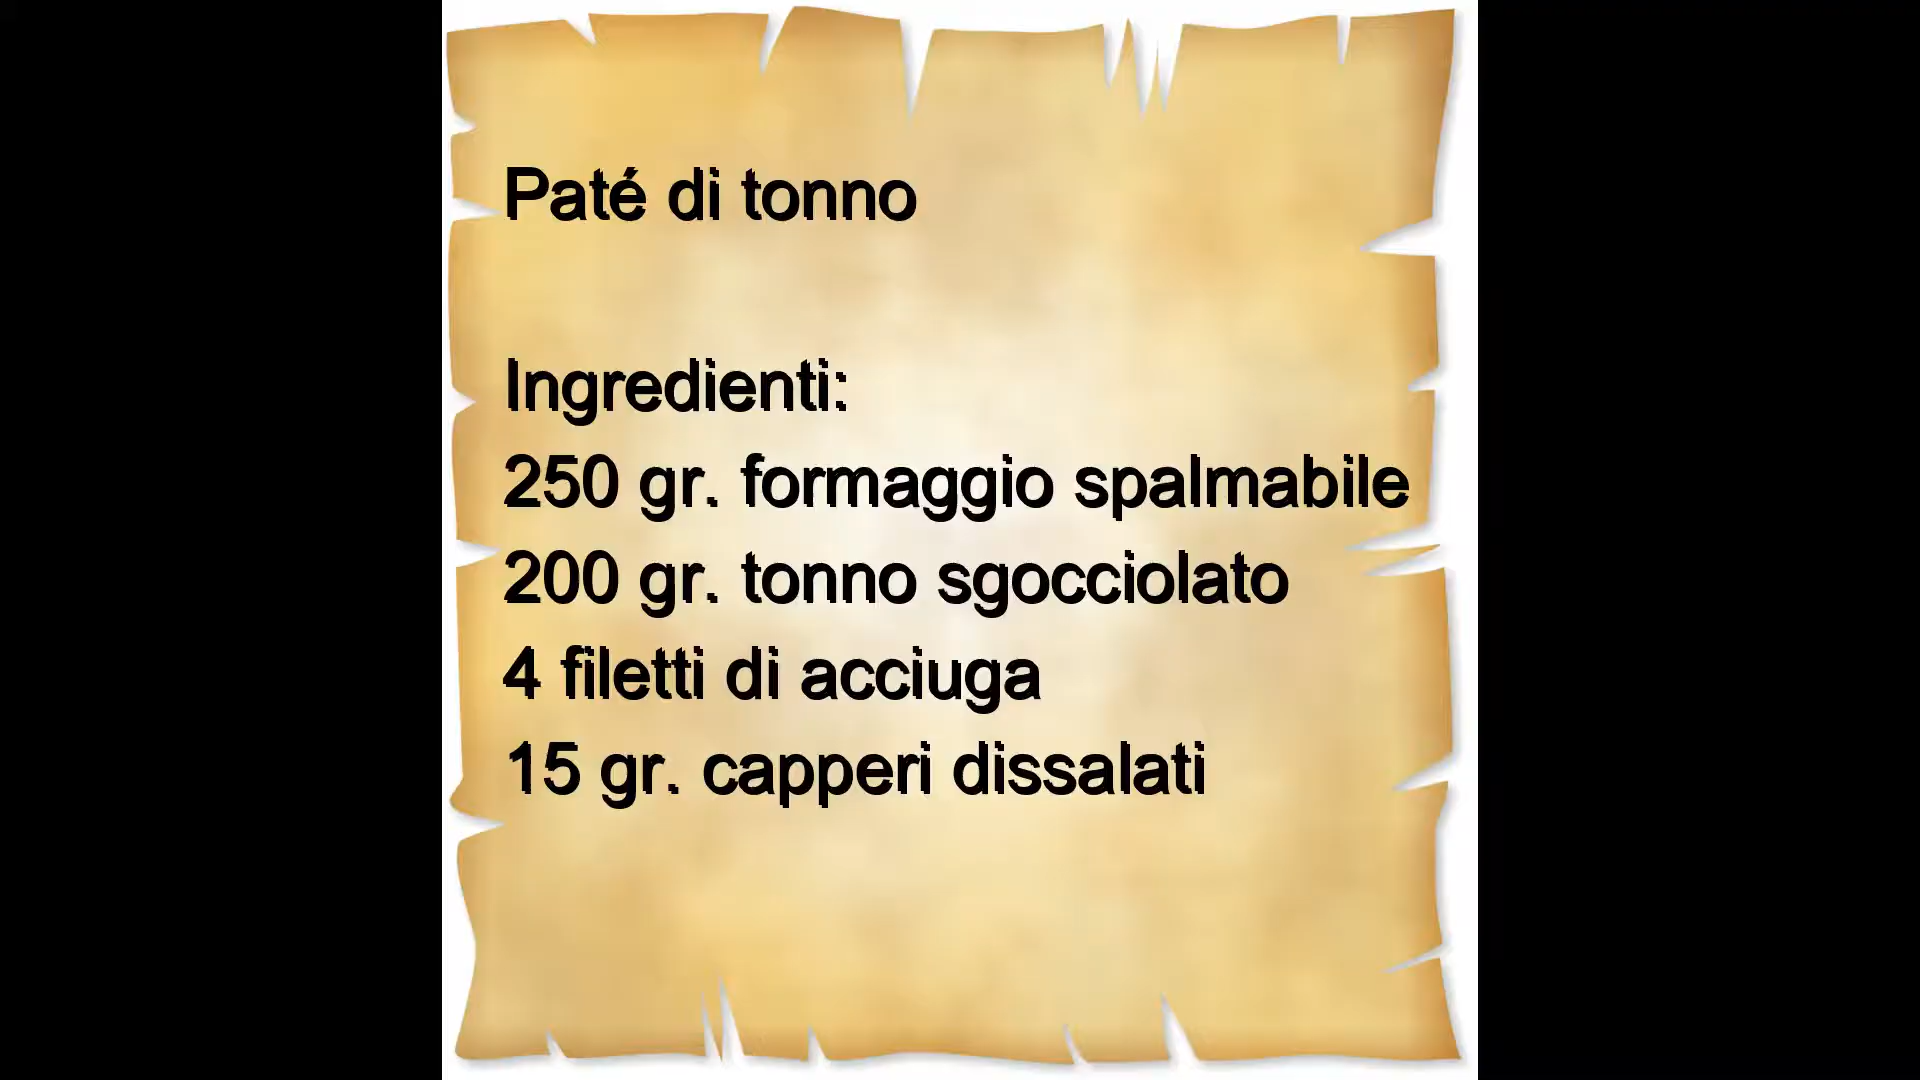 Paté di tonno
Ingredienti:
250 gr. formaggio spalmabile
200 gr. tonno sgocciolato
4 filetti di acciuga
15 gr. capperi dissalati